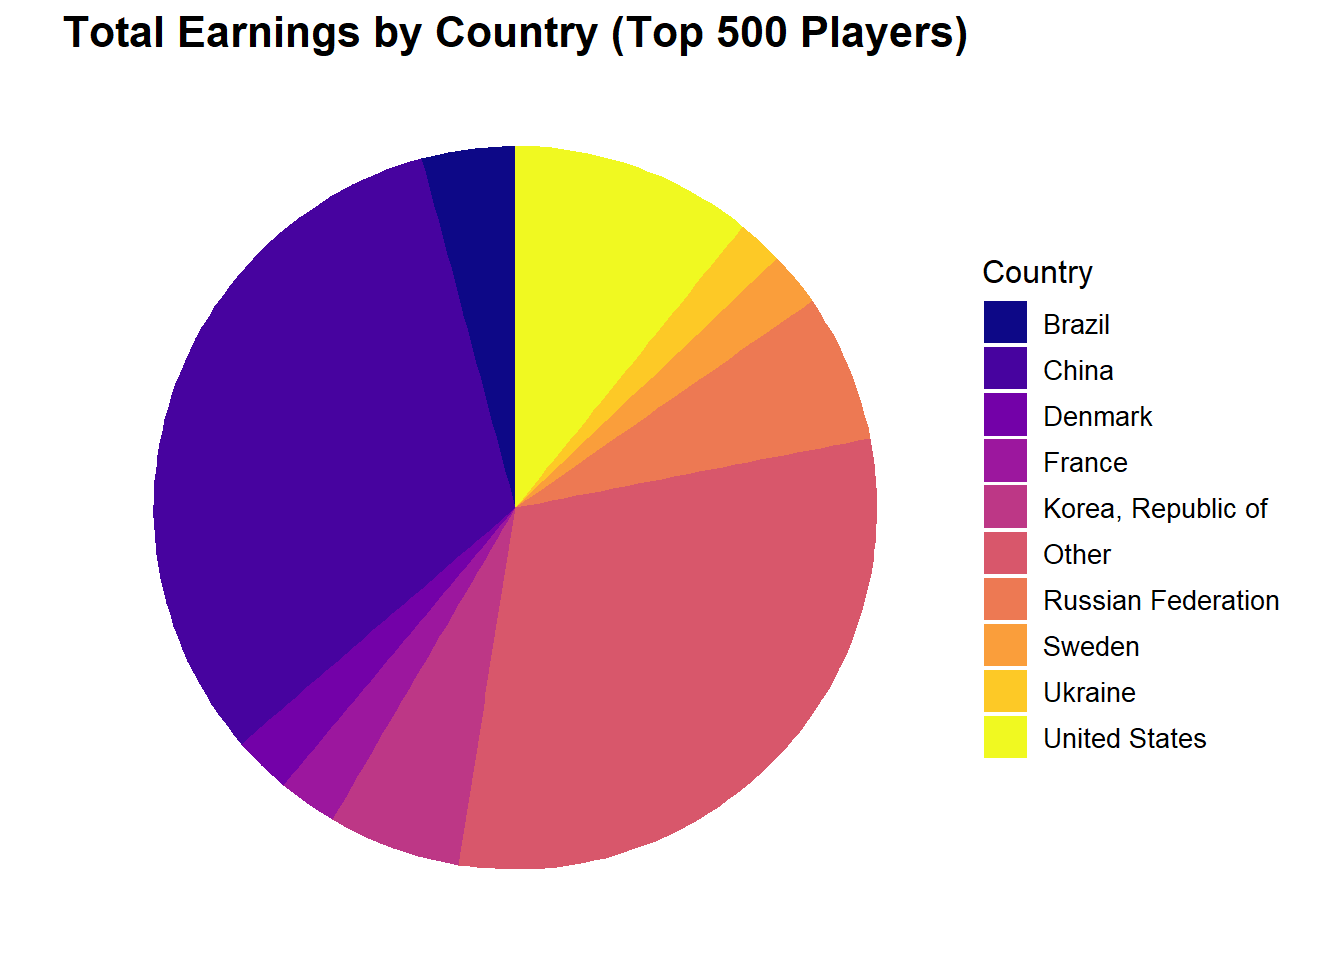 Total Earnings by Country (Top 500 Players)
Country
Brazil
China
Denmark
France
Korea, Republic of
Other
Russian Federation
Sweden
Ukraine
United States